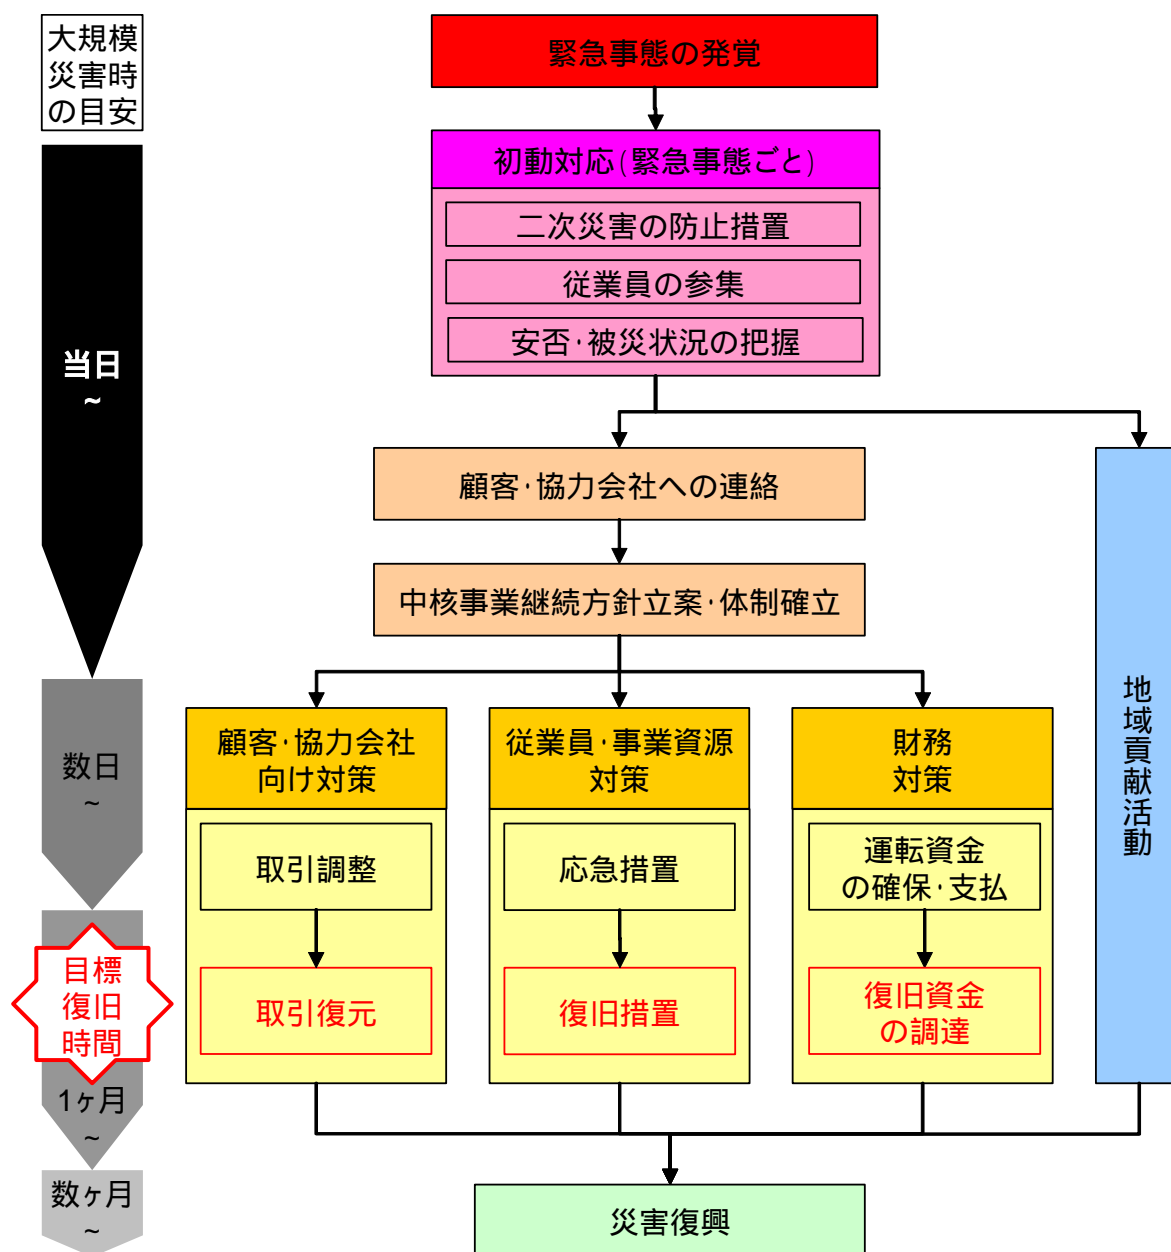 大規模
災害時
の目安
緊急事態の発覚
初動対応(緊急事態ごと)
二次災害の防止措置
従業員の参集
安否・被災状況の把握
当日
~
顧客・協力会社への連絡
中核事業継続方針立案・体制確立
地域貢献活動
数日
~
顧客・協力会社
向け対策
取引調整
取引復元
従業員・事業資源
対策
応急措置
復旧措置
財務
対策
運転資金
の確保・支払
復旧資金
の調達
目標
復旧
時間
1ヶ月
~
数ヶ月
~
災害復興